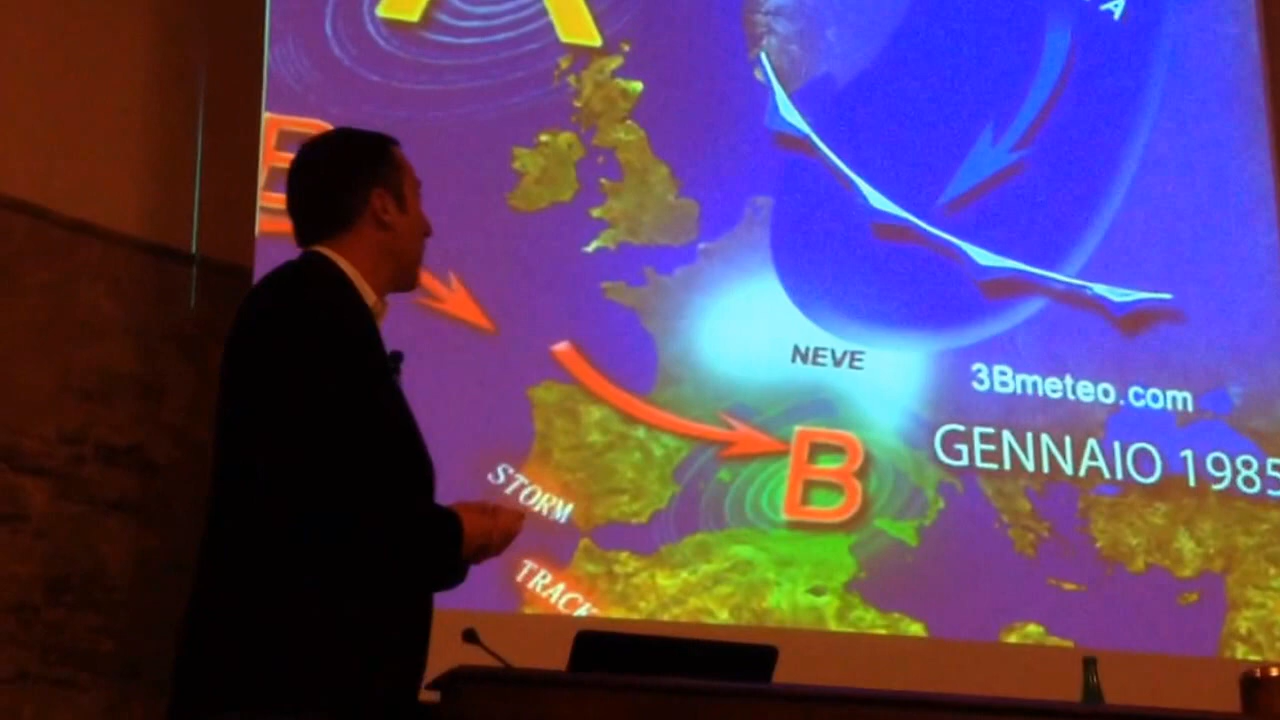 A
A
B
NEVE
3Bmeteo.com
GENNAIO 1985
B
STORM
TRACK